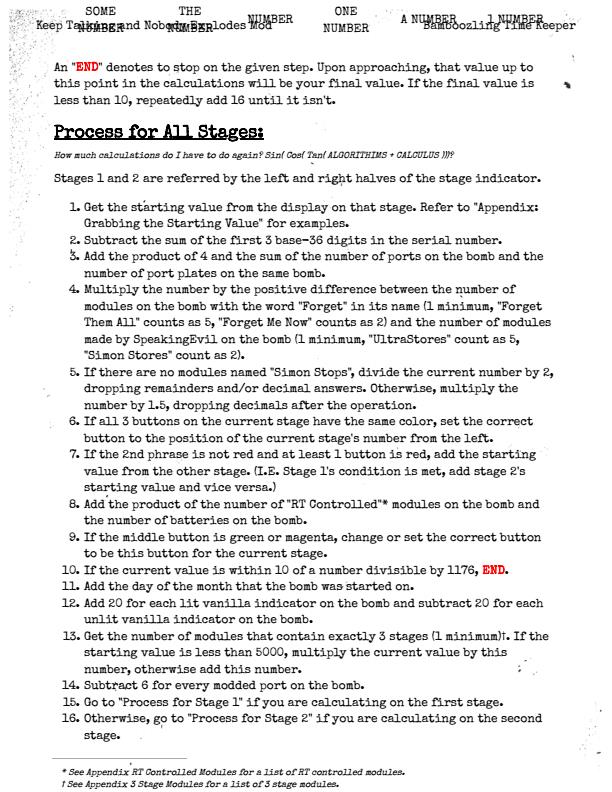 SOME THE NUMBER ONE A NUMBER 1 NUMBER
Keep Talking and Nobody Explodes Mod Bamboozling Time Keeper
NUMBER NUMBER NUMBER
An "END" denotes to stop on the given step. Upon approaching, that value up to
this point in the calculations will be your final value. If the final value is
less than 10, repeatedly add 16 until it isn't.
Process for All Stages:
How much calculations do I have to do again? Sin( Cos( Tan( ALGORITHIMS + CALCULUS )))?
Stages 1 and 2 are referred by the left and right halves of the stage indicator.
1. Get the starting value from the display on that stage. Refer to "Appendix:
Grabbing the Starting Value" for examples.
2. Subtract the sum of the first 3 base-36 digits in the serial number.
3. Add the product of 4 and the sum of the number of ports on the bomb and the
number of port plates on the same bomb.
4. Multiply the number by the positive difference between the number of
modules on the bomb with the word "Forget" in its name (1 minimum, "Forget
Them All" counts as 5, "Forget Me Now" counts as 2) and the number of modules
made by SpeakingEvil on the bomb (1 minimum, "UltraStores" count as 5,
"Simon Stores" count as 2).
5. If there are no modules named "Simon Stops", divide the current number by 2,
dropping remainders and/or decimal answers. Otherwise, multiply the
number by 1.5, dropping decimals after the operation.
6. If all 3 buttons on the current stage have the same color, set the correct
button to the position of the current stage's number from the left.
7. If the 2nd phrase is not red and at least 1 button is red, add the starting
value from the other stage. (I.E. Stage 1's condition is met, add stage 2's
starting value and vice versa.)
8. Add the product of the number of "RT Controlled"* modules on the bomb and
the number of batteries on the bomb.
9. If the middle button is green or magenta, change or set the correct button
to be this button for the current stage.
10. If the current value is within 10 of a number divisible by 1176, END.
11. Add the day of the month that the bomb was started on.
12. Add 20 for each lit vanilla indicator on the bomb and subtract 20 for each
unlit vanilla indicator on the bomb.
13. Get the number of modules that contain exactly 3 stages (1 minimum)†. If the
starting value is less than 5000, multiply the current value by this
number, otherwise add this number.
14. Subtract 6 for every modded port on the bomb.
15. Go to "Process for Stage 1" if you are calculating on the first stage.
16. Otherwise, go to "Process for Stage 2" if you are calculating on the second
stage.
* See Appendix RT Controlled Modules for a list of RT controlled modules.
† See Appendix 3 Stage Modules for a list of 3 stage modules.